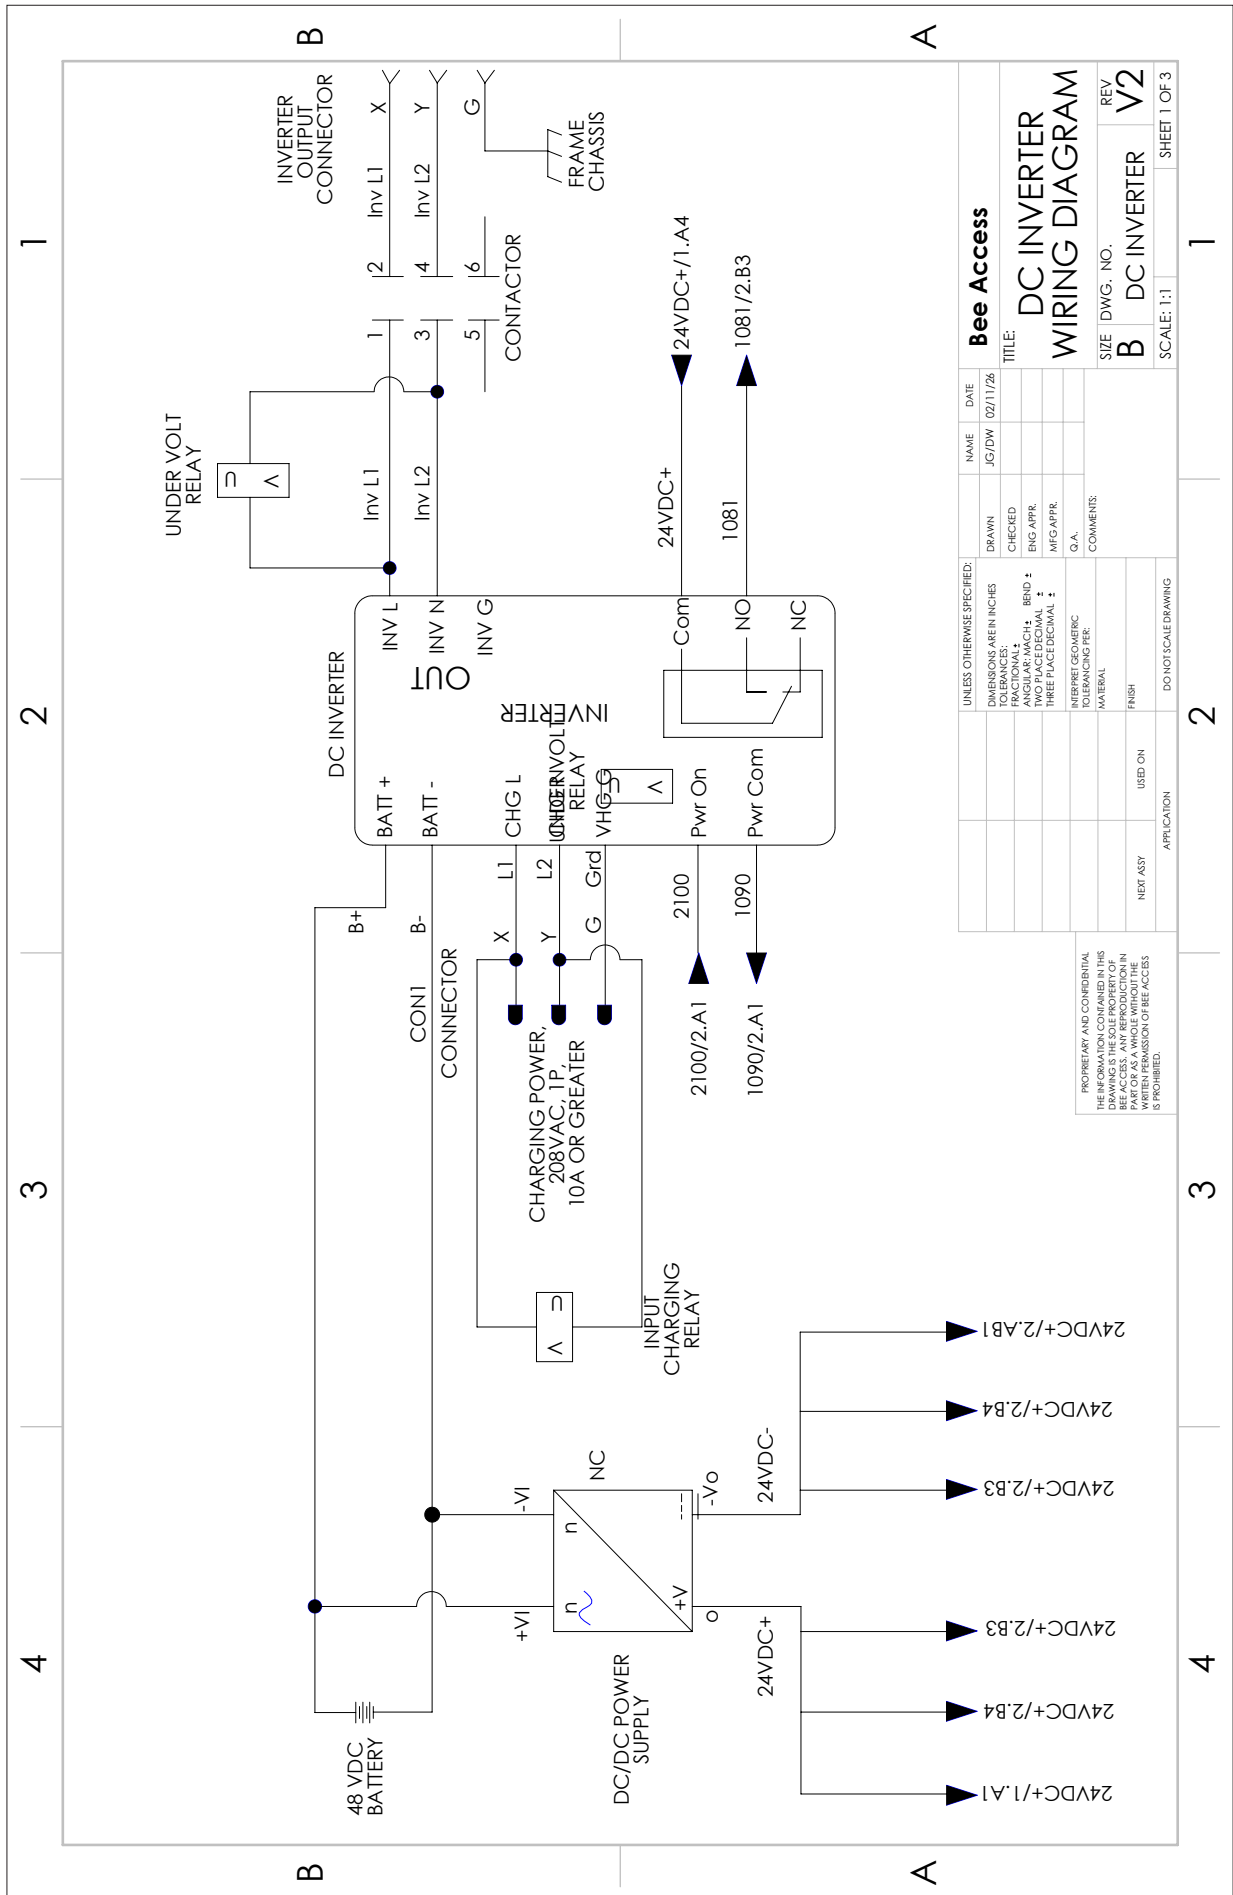 4
3
2
1
B
A
48 VDC
BATTERY
B+
CON1
B-
CONNECTOR
DC INVERTER
BATT +
BATT -
CHG L
CHG N
VHG G
UNDERVOLT
RELAY
INVERTER
OUT
INV L
INV N
INV G
Pwr On
Pwr Com
Com
NO
NC
UNDER VOLT
RELAY
U
<
Inv L1
Inv L2
1
2
3
4
5
6
CONTACTOR
Inv L1
Inv L2
X
Y
G
INVERTER
OUTPUT
CONNECTOR
FRAME
CHASSIS
X
L1
Y
L2
G
Grd
CHARGING POWER,
208VAC, 1P,
10A OR GREATER
INPUT
CHARGING
RELAY
<
U
U
<
2100/2.A1
2100
1090/2.A1
1090
24VDC+
24VDC+/1.A4
1081
1081/2.B3
DC/DC POWER
SUPPLY
+VI
-VI
n
n
NC
+V
O
-Vo
24VDC+
24VDC-
24VDC+/1.A1
24VDC+/2.B4
24VDC+/2.B3
24VDC+/2.B3
24VDC+/2.B4
24VDC+/2.AB1
PROPRIETARY AND CONFIDENTIAL
THE INFORMATION CONTAINED IN THIS
DRAWING IS THE SOLE PROPERTY OF
BEE ACCESS. ANY REPRODUCTION IN
PART OR AS A WHOLE WITHOUT THE
WRITTEN PERMISSION OF BEE ACCESS
IS PROHIBITED.
NEXT ASSY
USED ON
APPLICATION
UNLESS OTHERWISE SPECIFIED:
DIMENSIONS ARE IN INCHES
TOLERANCES:
FRACTIONAL ±
ANGULAR: MACH ± BEND ±
TWO PLACE DECIMAL ±
THREE PLACE DECIMAL ±
INTERPRET GEOMETRIC
TOLERANCING PER:
MATERIAL
FINISH
DO NOT SCALE DRAWING
NAME
DATE
DRAWN
JG/DW
02/11/26
CHECKED
ENG APPR.
MFG APPR.
Q.A.
COMMENTS:
Bee Access
TITLE:
DC INVERTER
WIRING DIAGRAM
SIZE
B
DWG. NO.
DC INVERTER
REV
V2
SCALE: 1:1
SHEET 1 OF 3
4
3
2
1
B
A